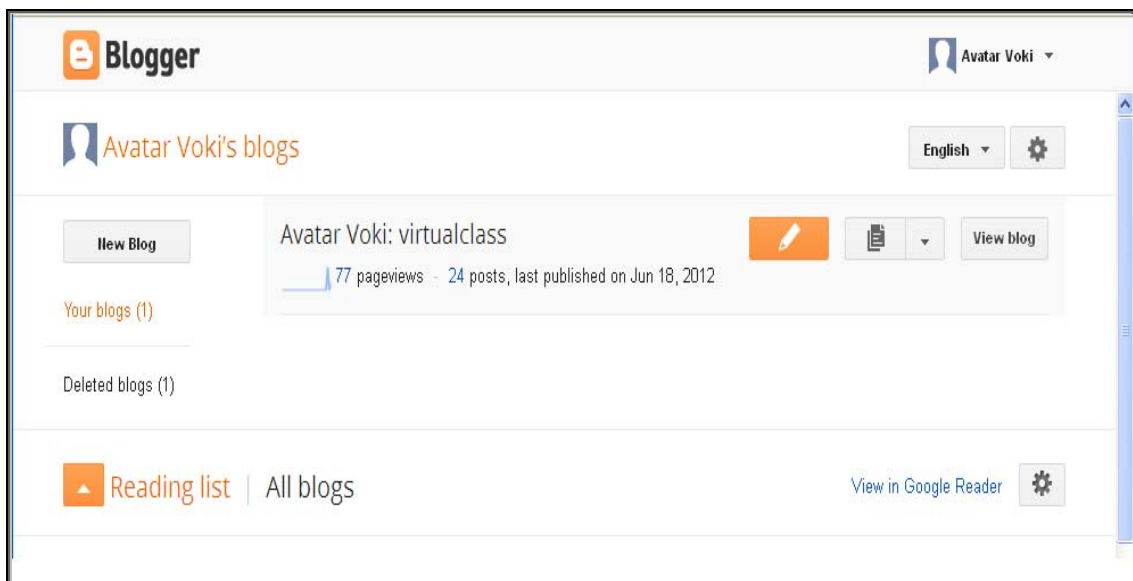 Blogger
Avatar Voki
Avatar Voki's blogs
English
New Blog
Avatar Voki: virtualclass
View blog
77 pageviews - 24 posts, last published on Jun 18, 2012
Your blogs (1)
Deleted blogs (1)
Reading list | All blogs
View in Google Reader